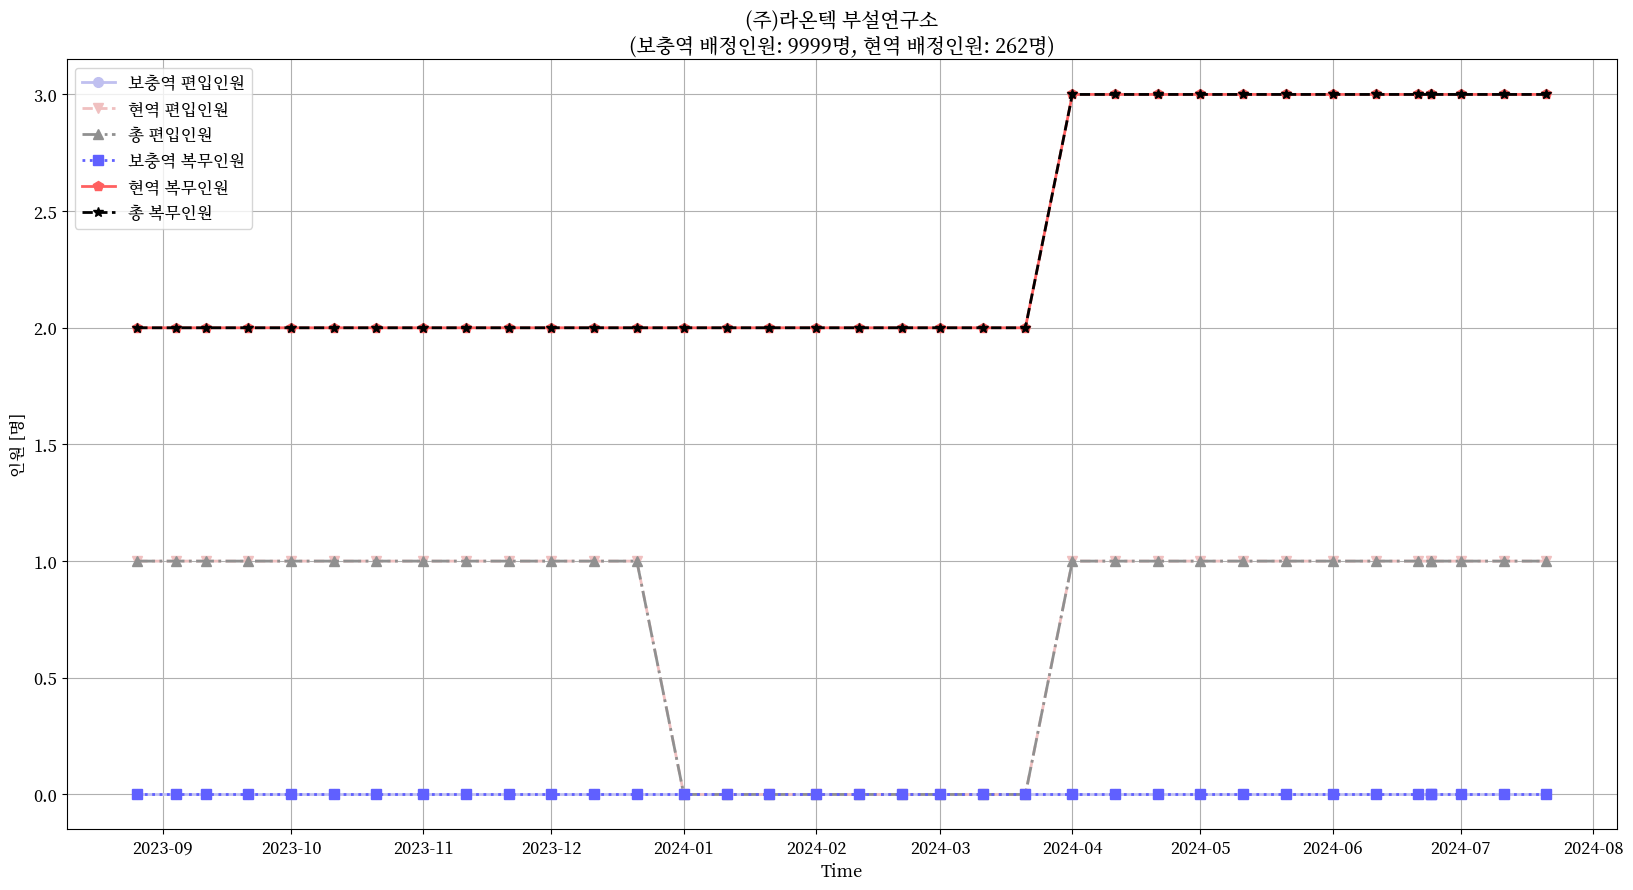 (주)라온텍 부설연구소
(보충역 배정인원: 9999명, 현역 배정인원: 262명)
보충역 편입인원
현역 편입인원
총 편입인원
보충역 복무인원
현역 복무인원
총 복무인원
3.0
2.5
2.0
1.5
1.0
0.5
0.0
인원 [명]
2023-09 2023-10 2023-11 2023-12 2024-01 2024-02 2024-03 2024-04 2024-05 2024-06 2024-07 2024-08
Time